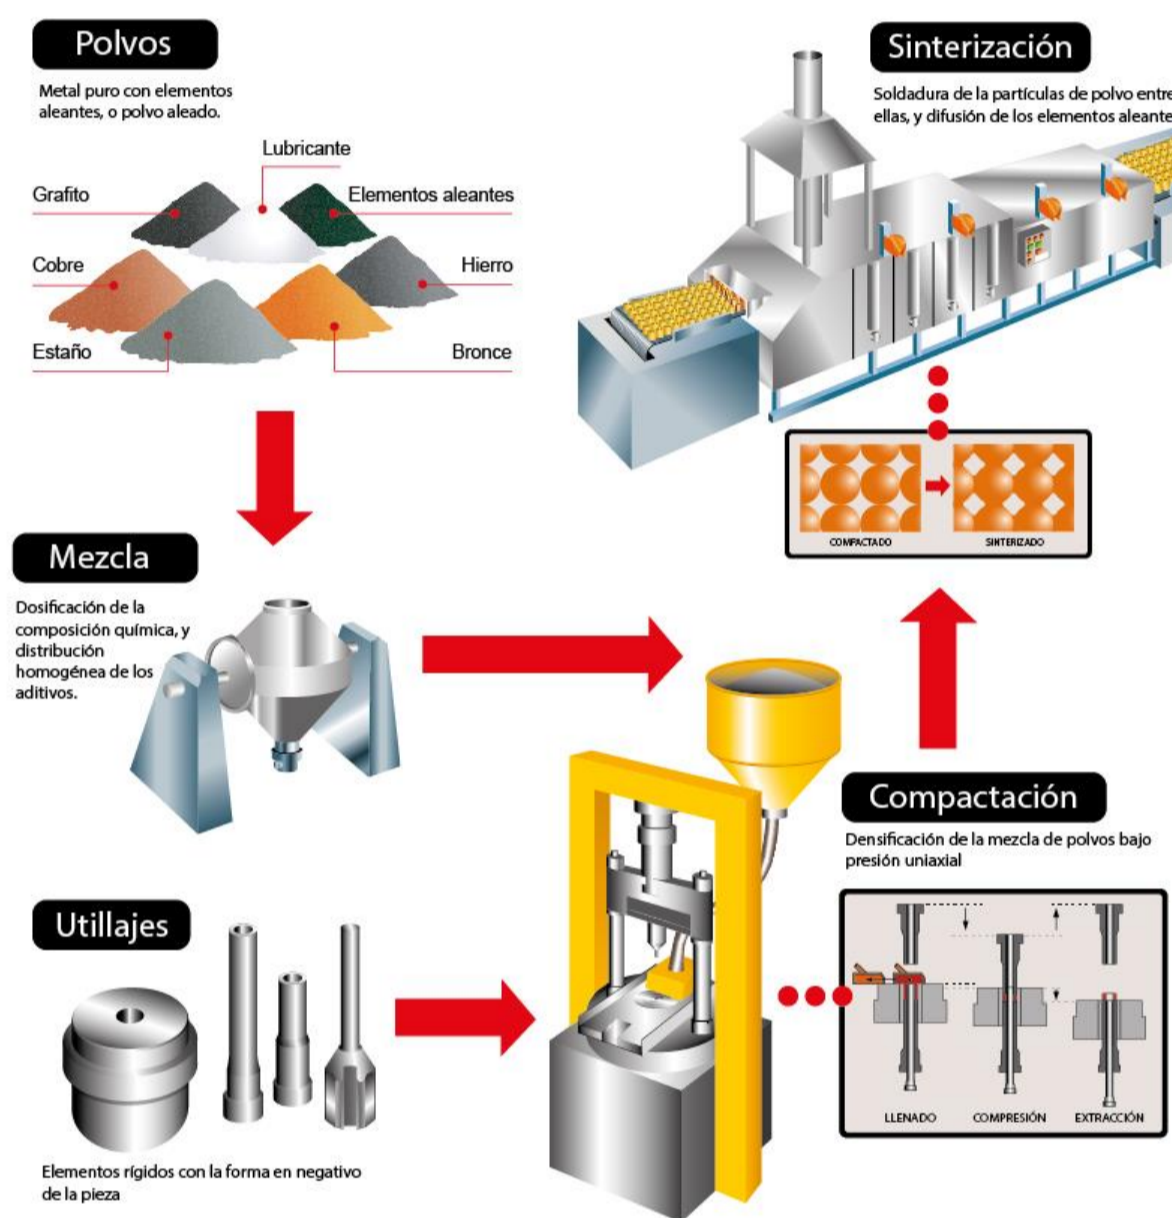 Polvos
Metal puro con elementos
aleantes, o polvo aleado.
Lubricante
Grafito
Elementos aleantes
Cobre
Hierro
Estaño
Bronce
Sinterización
Soldadura de la partículas de polvo entre
ellas, y difusión de los elementos aleante
COMPACTADO
SINTERIZADO
Mezcla
Dosificación de la
composición química, y
distribución
homogénea de los
aditivos.
Compactación
Densificación de la mezcla de polvos bajo
presión uniaxial
LLENADO
COMPRESIÓN
EXTRACCIÓN
Utillajes
Elementos rígidos con la forma en negativo
de la pieza